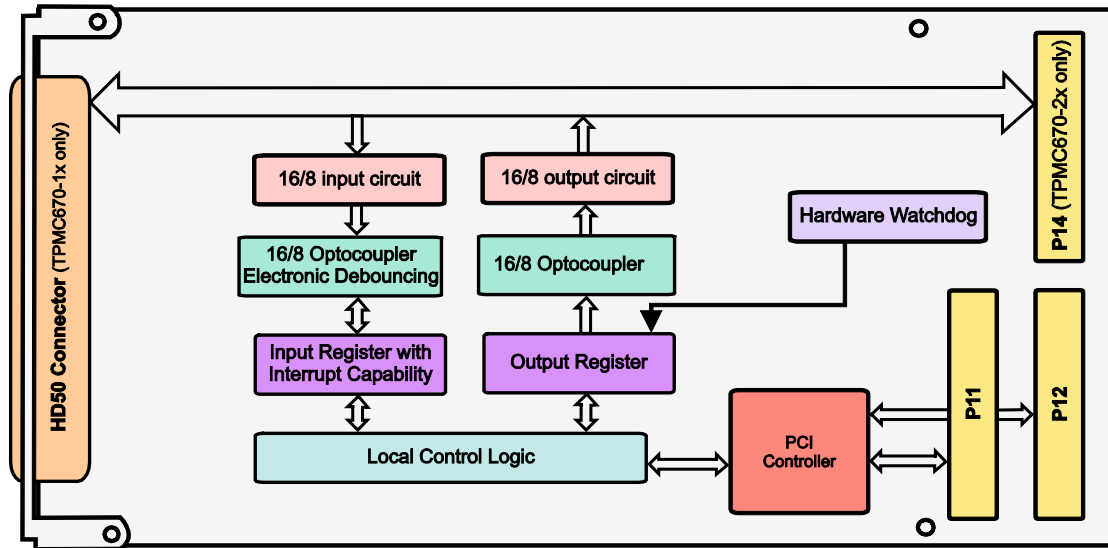 HD50 Connector (TPMC670-1x only)
P14 (TPMC670-2x only)
16/8 input circuit
16/8 output circuit
Hardware Watchdog
16/8 Optocoupler
Electronic Debouncing
16/8 Optocoupler
Input Register with
Interrupt Capability
Output Register
P11
P12
PCI
Controller
Local Control Logic